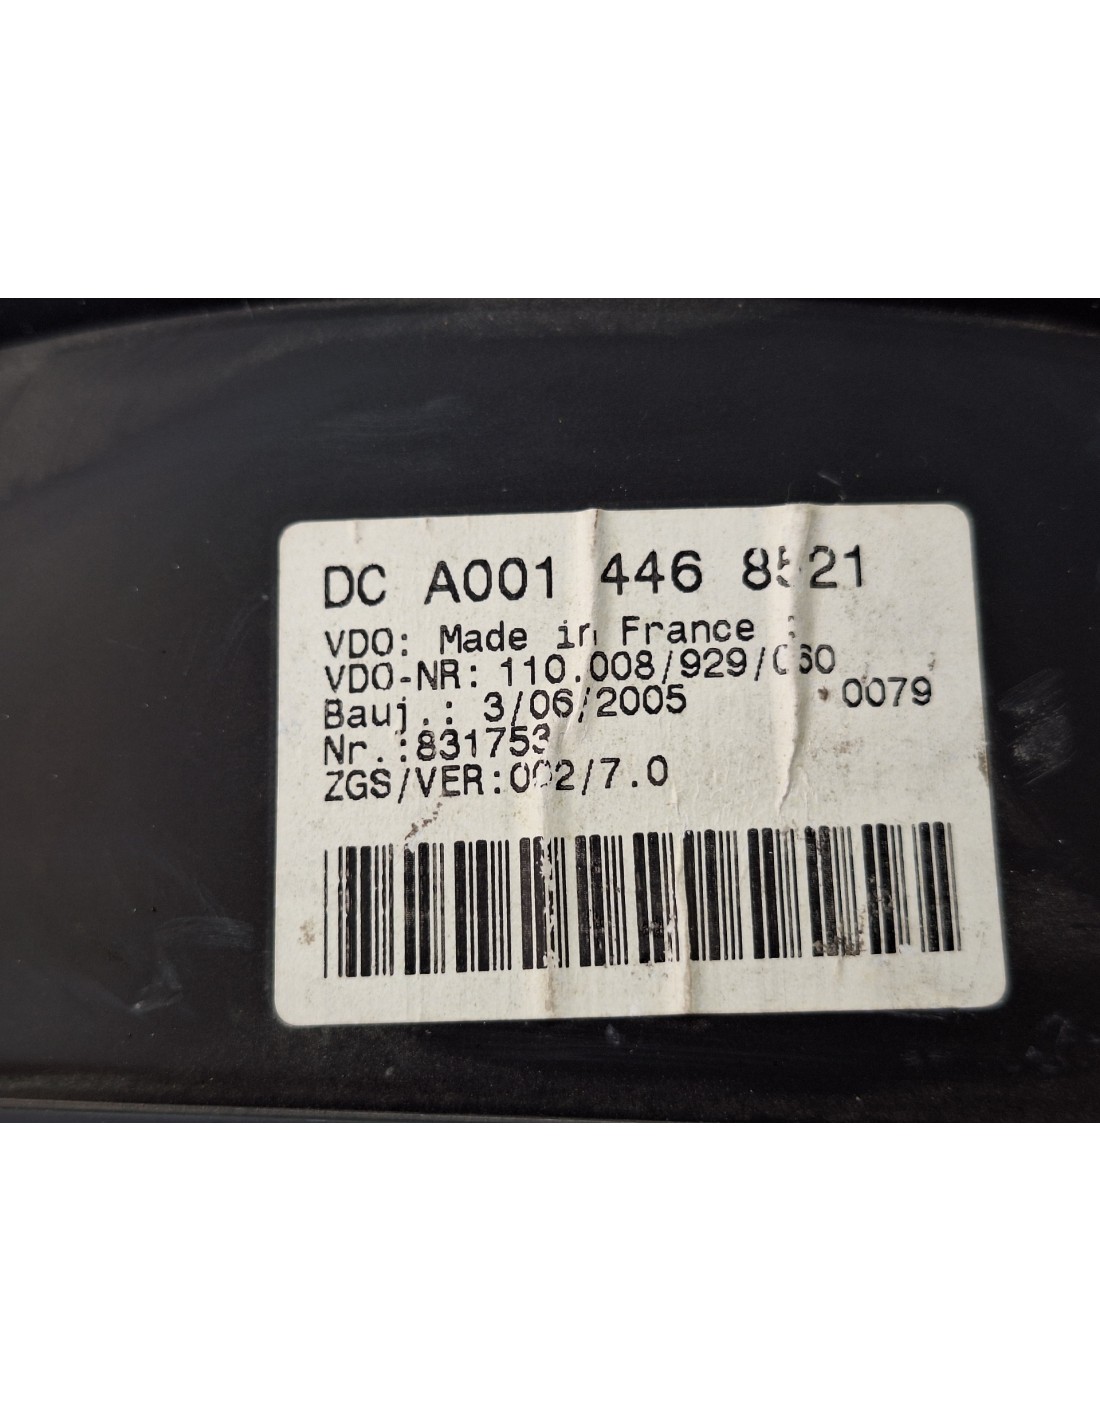 DC A001 446 8521
VDO: Made in France :
VDO-NR: 110.008/929/060
Bauj.: 3/06/2005 0079
Nr.:831753
ZGS/VER:002/7.0